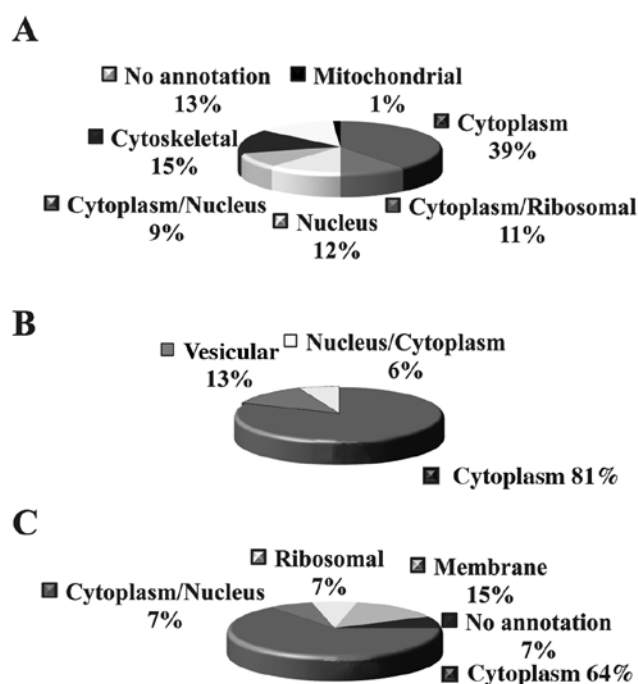 A
No annotation Mitochondrial
13% 1%
Cytoplasm
39%
Cytoskeletal
15%
Cytoplasm/Nucleus
9%
Nucleus
12%
Cytoplasm/Ribosomal
11%
B
Vesicular
13%
Nucleus/Cytoplasm
6%
Cytoplasm 81%
C
Ribosomal
7%
Membrane
15%
Cytoplasm/Nucleus
7%
No annotation
7%
Cytoplasm 64%